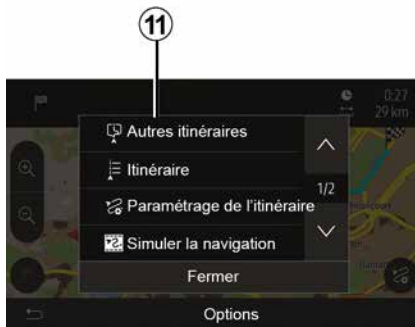 11
0:27
29 km
Autres itinéraires
Itinéraire
1/2
Paramétrage de l'itinéraire
Simuler la navigation
Fermer
Options